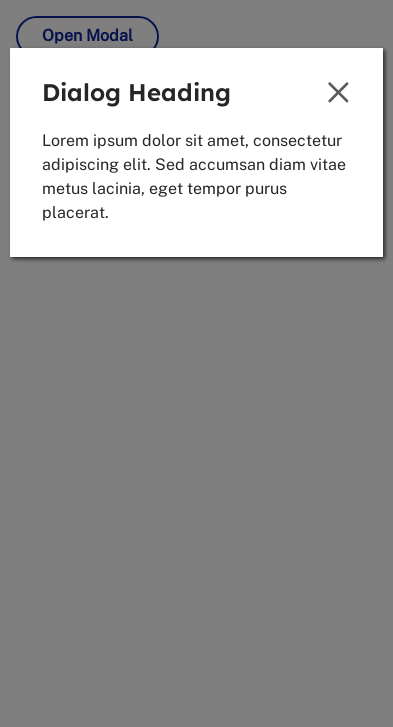 Open Modal
Dialog Heading
Lorem ipsum dolor sit amet, consectetur
adipiscing elit. Sed accumsan diam vitae
metus lacinia, eget tempor purus
placerat.